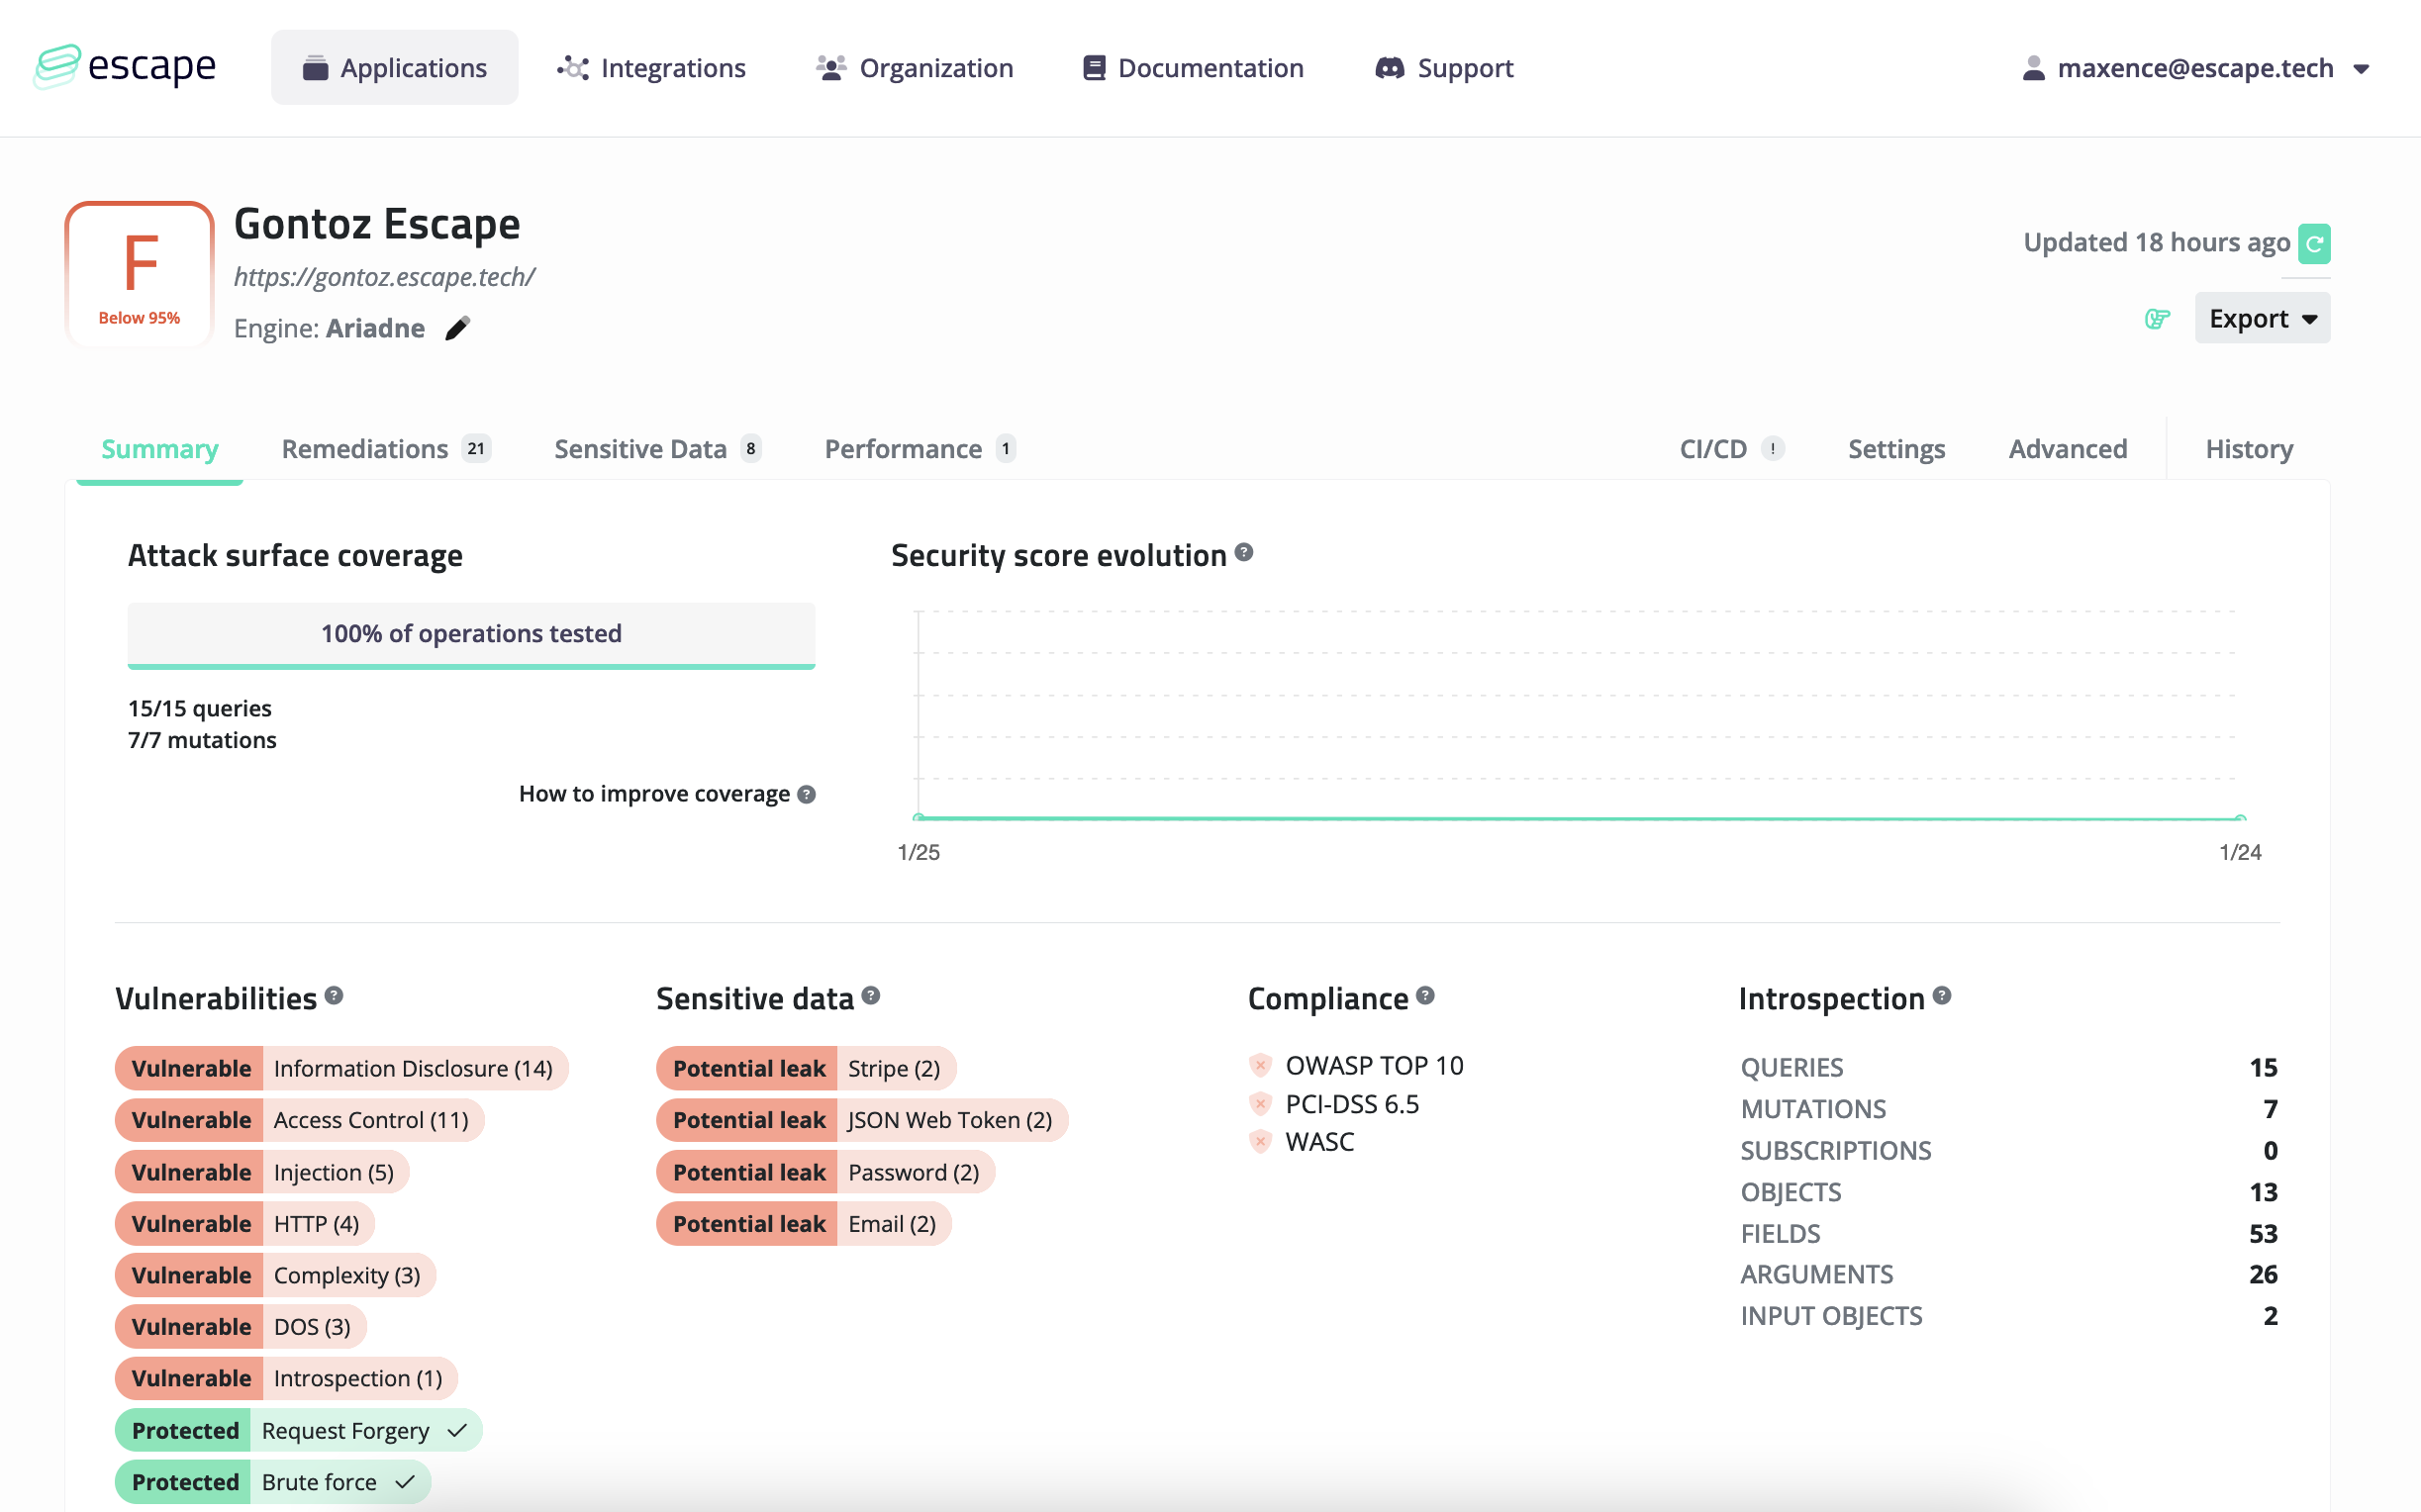 escape
Applications
Integrations
Organization
Documentation
Support
maxence@escape.tech
F
Below 95%
Gontoz Escape
https://gontoz.escape.tech/
Engine: Ariadne
Updated 18 hours ago
Export
Summary
Remediations 21
Sensitive Data 8
Performance 1
CI/CD !
Settings
Advanced
History
Attack surface coverage
100% of operations tested
15/15 queries
7/7 mutations
How to improve coverage ?
Security score evolution ?
1/25
1/24
Vulnerabilities ?
Vulnerable Information Disclosure (14)
Vulnerable Access Control (11)
Vulnerable Injection (5)
Vulnerable HTTP (4)
Vulnerable Complexity (3)
Vulnerable DOS (3)
Vulnerable Introspection (1)
Protected Request Forgery
Protected Brute force
Sensitive data ?
Potential leak Stripe (2)
Potential leak JSON Web Token (2)
Potential leak Password (2)
Potential leak Email (2)
Compliance ?
OWASP TOP 10
PCI-DSS 6.5
WASC
Introspection ?
QUERIES 15
MUTATIONS 7
SUBSCRIPTIONS 0
OBJECTS 13
FIELDS 53
ARGUMENTS 26
INPUT OBJECTS 2